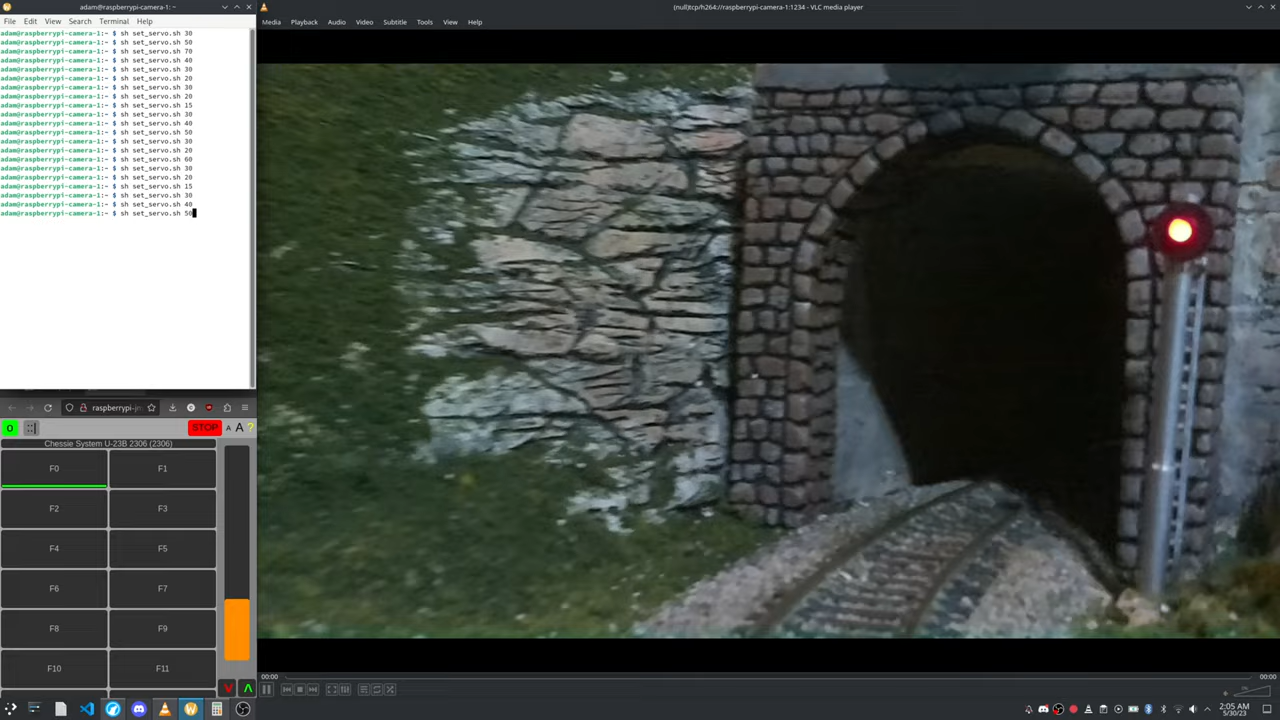 adam@raspberrypi-camera-1: ~
File Edit View Search Terminal Help
adam@raspberrypi-camera-1:~ $ sh set_servo.sh 30
adam@raspberrypi-camera-1:~ $ sh set_servo.sh 50
adam@raspberrypi-camera-1:~ $ sh set_servo.sh 70
adam@raspberrypi-camera-1:~ $ sh set_servo.sh 40
adam@raspberrypi-camera-1:~ $ sh set_servo.sh 30
adam@raspberrypi-camera-1:~ $ sh set_servo.sh 20
adam@raspberrypi-camera-1:~ $ sh set_servo.sh 30
adam@raspberrypi-camera-1:~ $ sh set_servo.sh 20
adam@raspberrypi-camera-1:~ $ sh set_servo.sh 15
adam@raspberrypi-camera-1:~ $ sh set_servo.sh 30
adam@raspberrypi-camera-1:~ $ sh set_servo.sh 40
adam@raspberrypi-camera-1:~ $ sh set_servo.sh 50
adam@raspberrypi-camera-1:~ $ sh set_servo.sh 30
adam@raspberrypi-camera-1:~ $ sh set_servo.sh 20
adam@raspberrypi-camera-1:~ $ sh set_servo.sh 60
adam@raspberrypi-camera-1:~ $ sh set_servo.sh 30
adam@raspberrypi-camera-1:~ $ sh set_servo.sh 20
adam@raspberrypi-camera-1:~ $ sh set_servo.sh 15
adam@raspberrypi-camera-1:~ $ sh set_servo.sh 30
adam@raspberrypi-camera-1:~ $ sh set_servo.sh 40
adam@raspberrypi-camera-1:~ $ sh set_servo.sh 50
raspberrypi-jm
STOP A A ?
Chessie System U-23B 2306 (2306)
F0 F1
F2 F3
F4 F5
F6 F7
F8 F9
F10 F11
(null)tcp/h264://raspberrypi-camera-1:1234 - VLC media player
Media Playback Audio Video Subtitle Tools View Help
00:00 00:00
2:05 AM
5/30/23